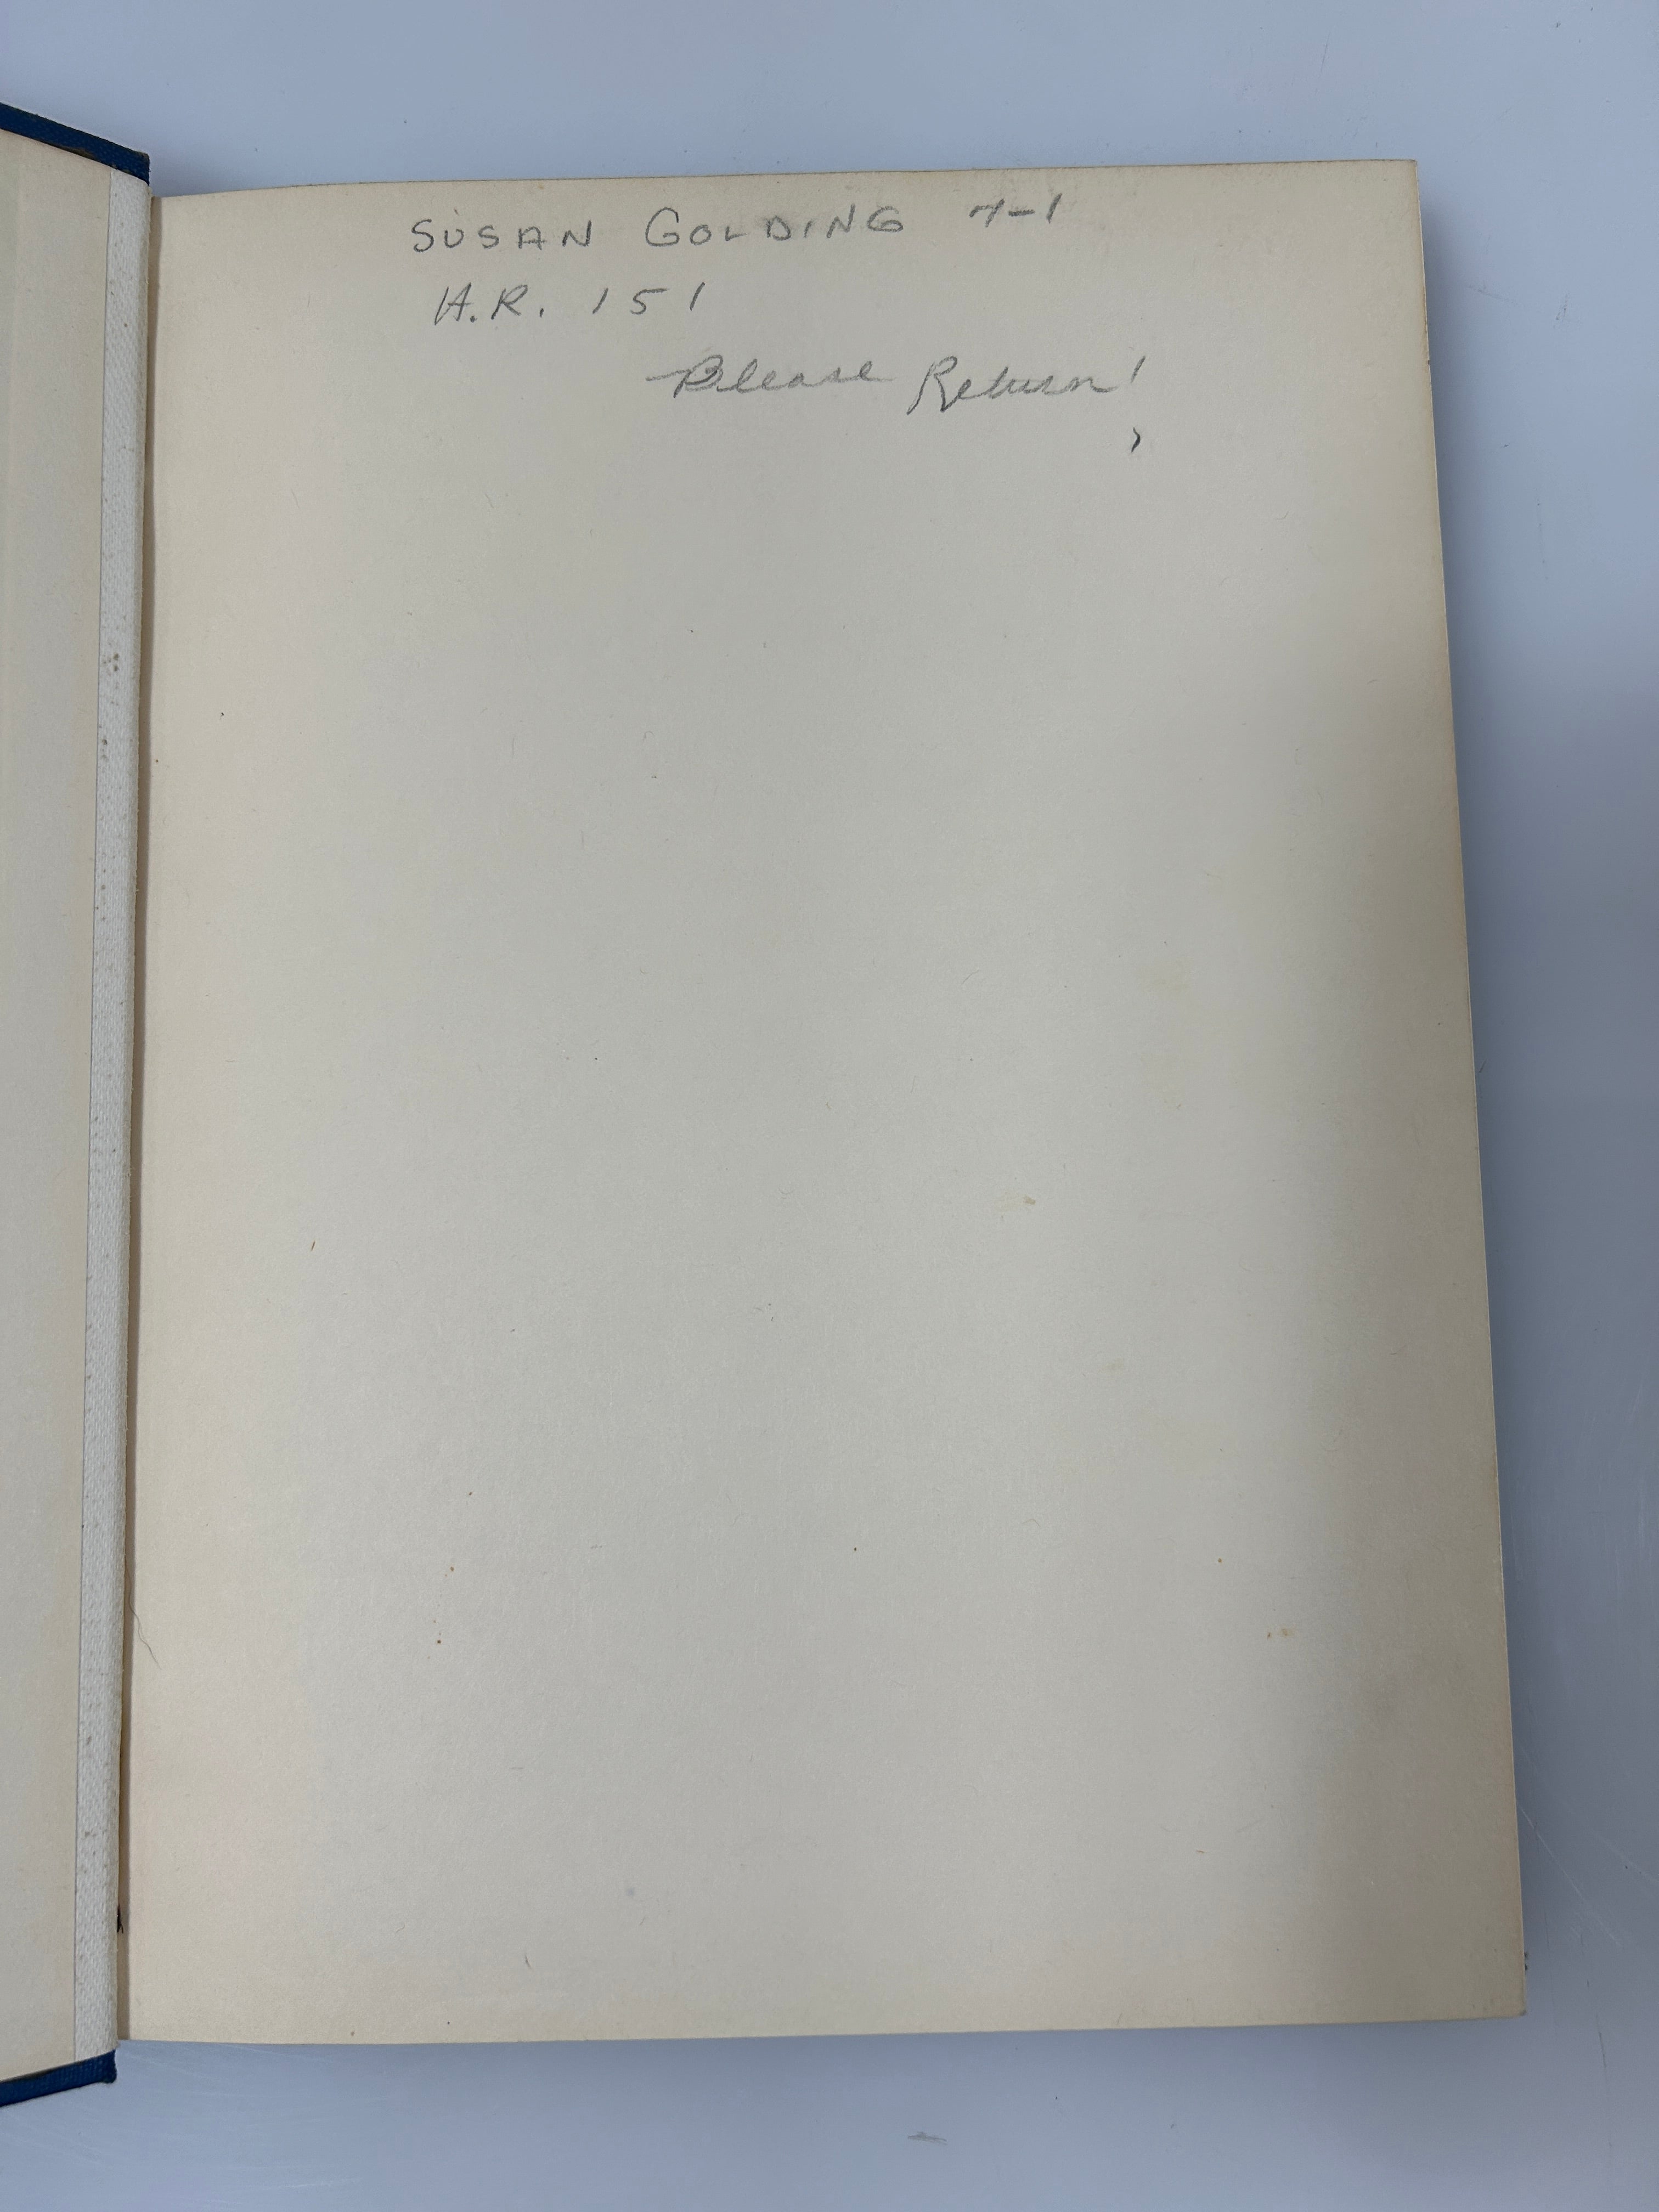 SUSAN GOLDING 7-1
H.R. 151
Please Return!